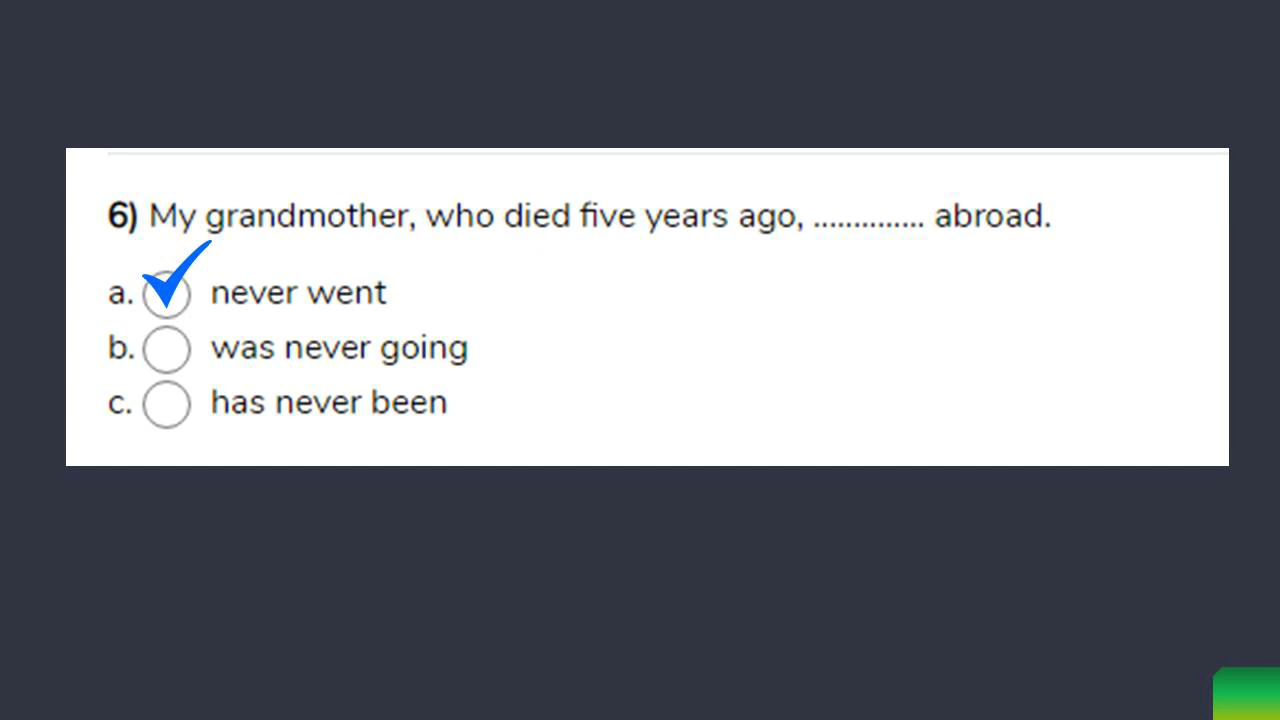 6) My grandmother, who died five years ago, .............. abroad.
a. never went
b. was never going
c. has never been